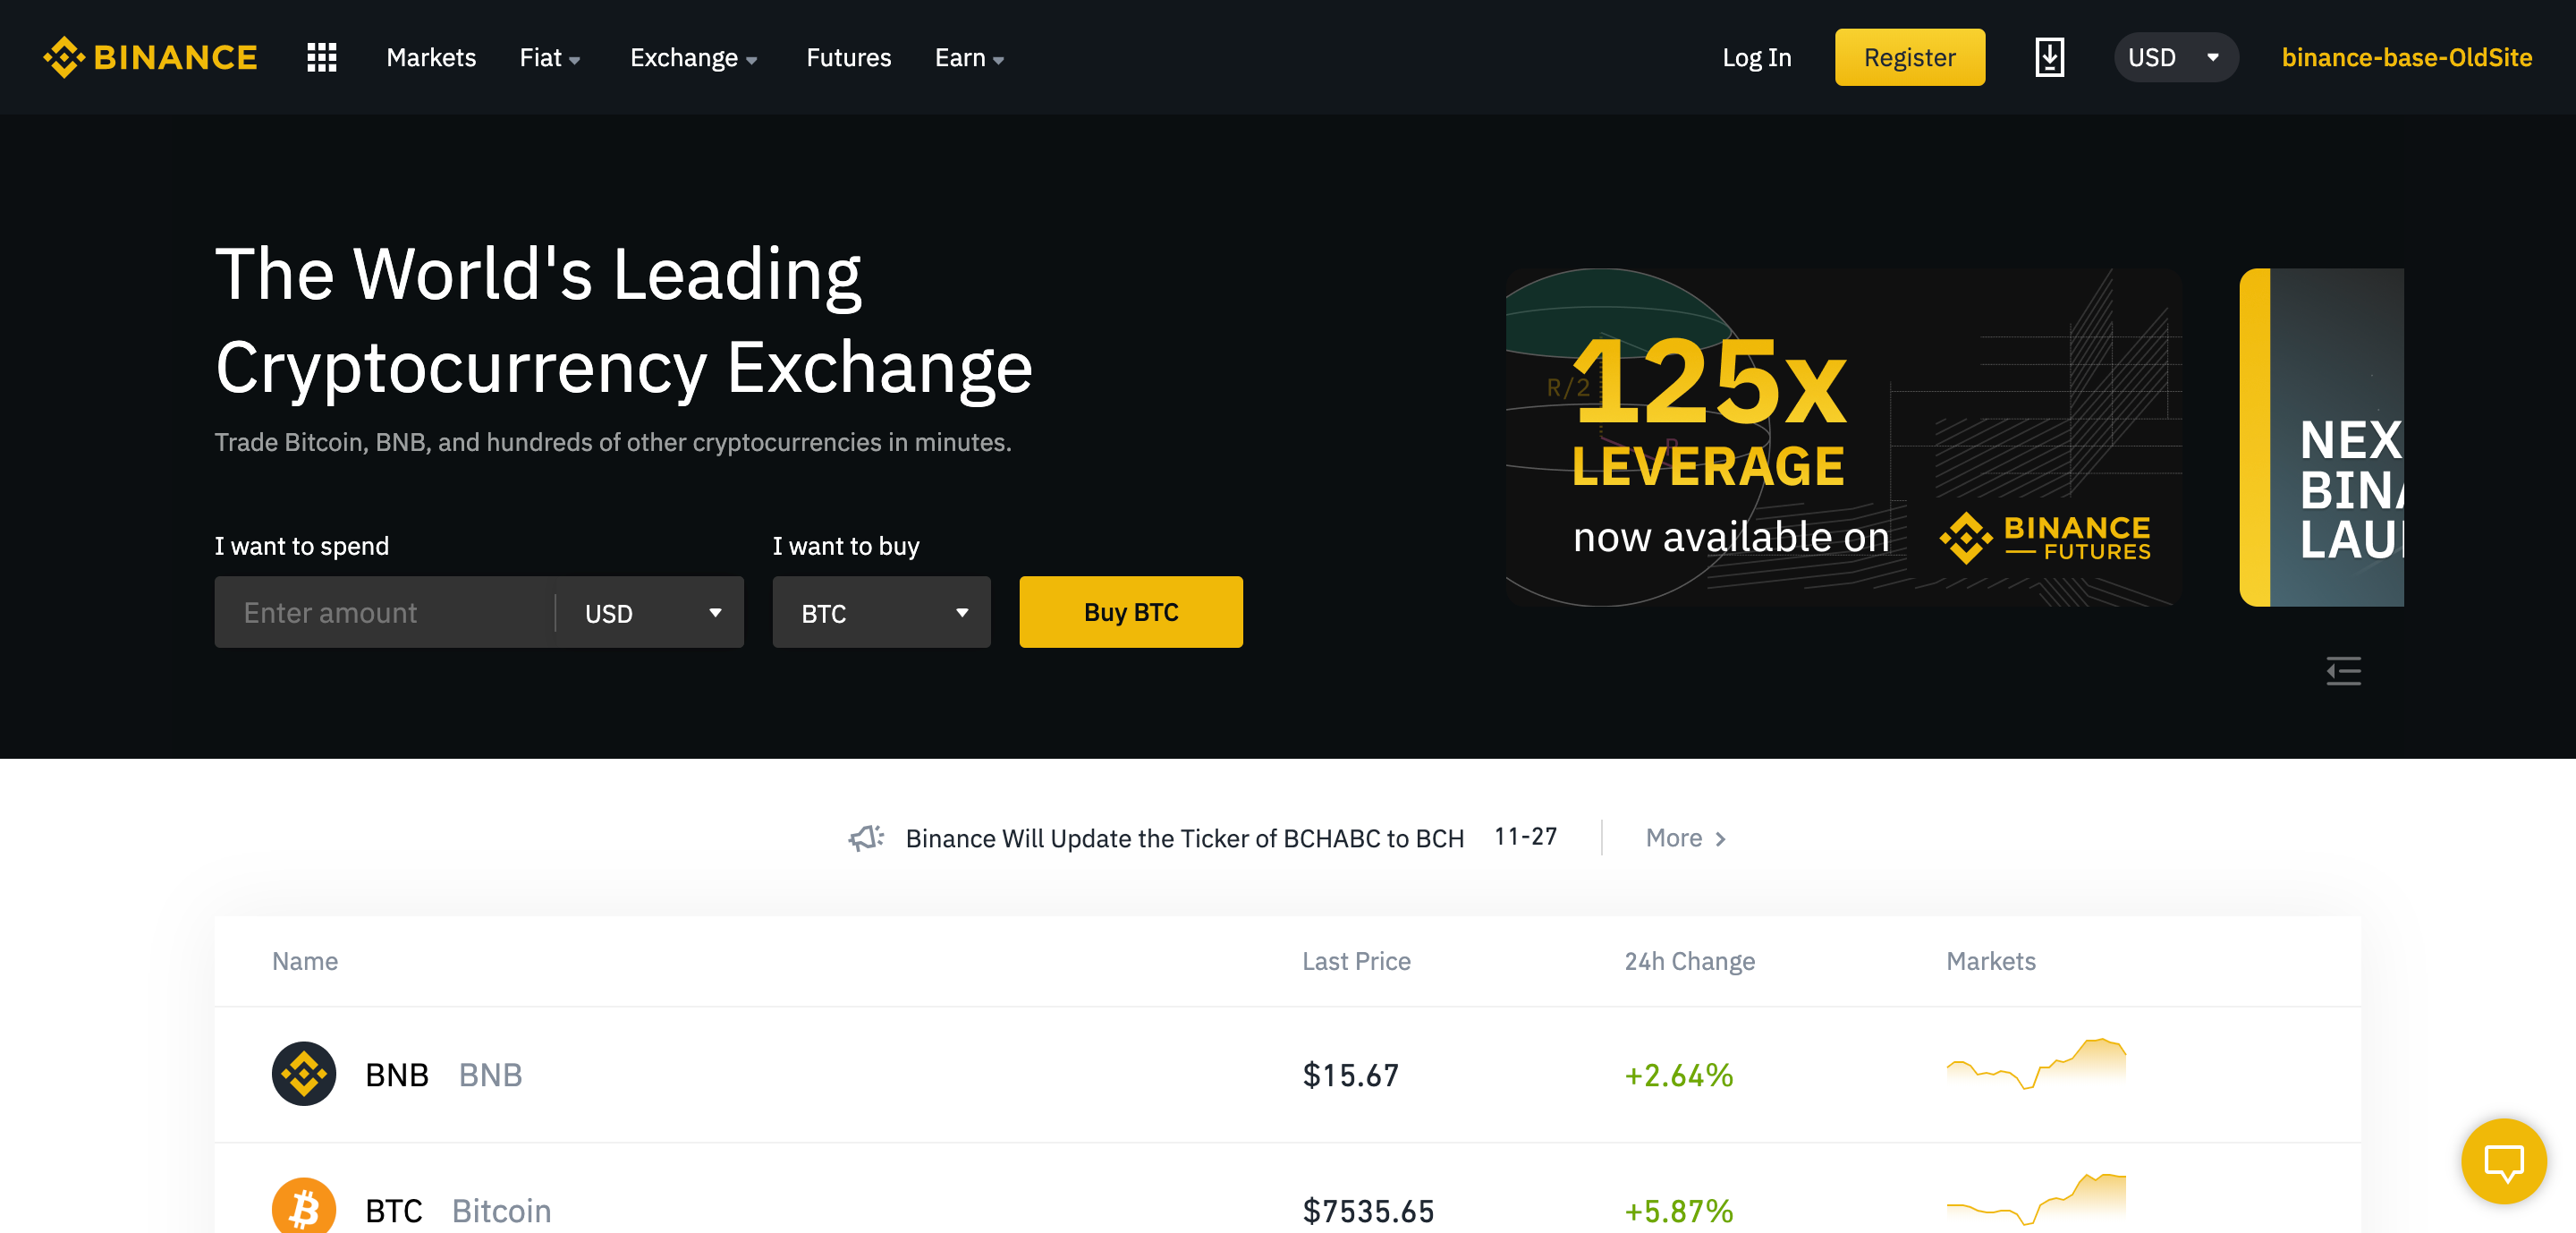 BINANCE
Markets
Fiat
Exchange
Futures
Earn
Log In
Register
USD
binance-base-OldSite
The World's Leading
Cryptocurrency Exchange
Trade Bitcoin, BNB, and hundreds of other cryptocurrencies in minutes.
I want to spend
I want to buy
Enter amount
USD
BTC
Buy BTC
R/2
R
125x
LEVERAGE
now available on
BINANCE
FUTURES
NEX
BINA
LAU
Binance Will Update the Ticker of BCHABC to BCH 11-27
More
Name Last Price 24h Change Markets
BNB BNB $15.67 +2.64%
BTC Bitcoin $7535.65 +5.87%